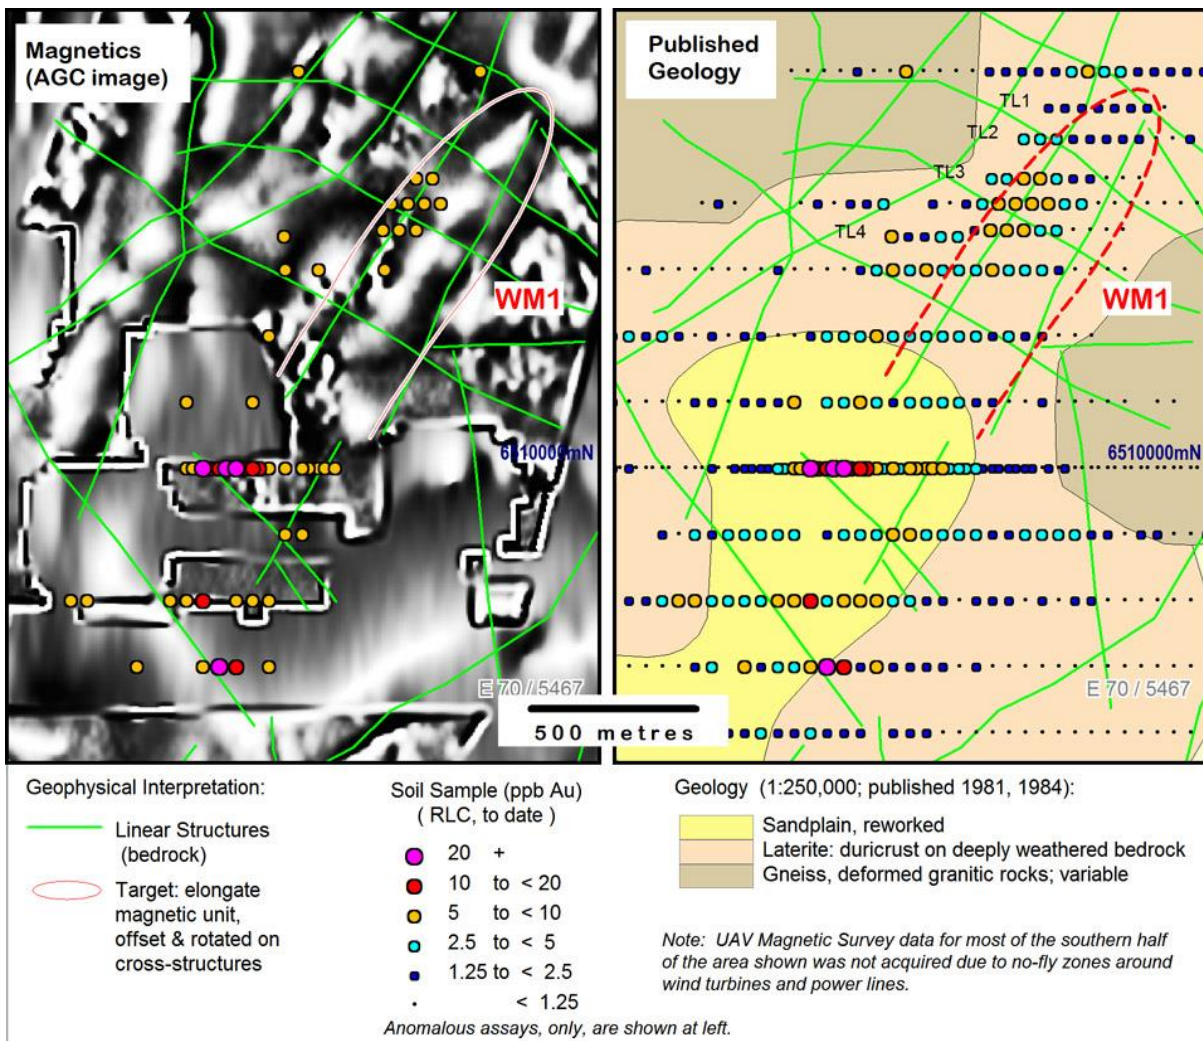 Magnetics
(AGC image)
WM1
6510000mN
E 70 / 5467
Published
Geology
TL1
TL2
TL3
TL4
WM1
6510000mN
E 70 / 5467
500 metres
Geophysical Interpretation:
Linear Structures
(bedrock)
Target: elongate
magnetic unit,
offset & rotated on
cross-structures
Soil Sample (ppb Au)
( RLC, to date )
20 +
10 to < 20
5 to < 10
2.5 to < 5
1.25 to < 2.5
< 1.25
Anomalous assays, only, are shown at left.
Geology (1:250,000; published 1981, 1984):
Sandplain, reworked
Laterite: duricrust on deeply weathered bedrock
Gneiss, deformed granitic rocks; variable
Note: UAV Magnetic Survey data for most of the southern half
of the area shown was not acquired due to no-fly zones around
wind turbines and power lines.